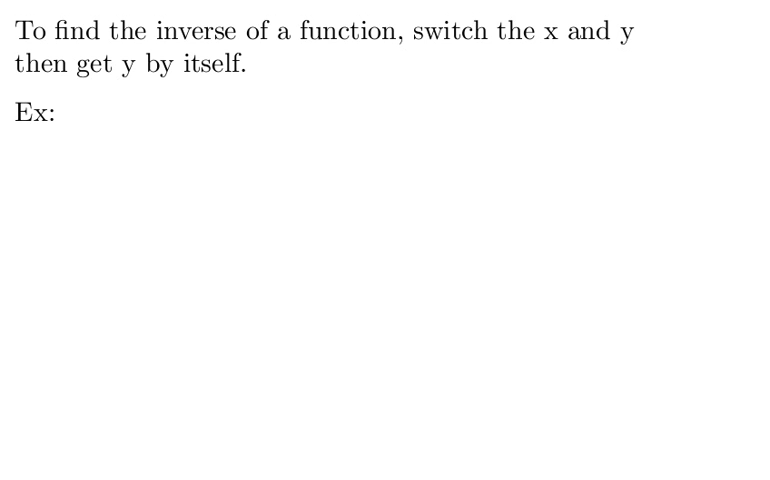 To find the inverse of a function, switch the x and y
then get y by itself.
Ex: